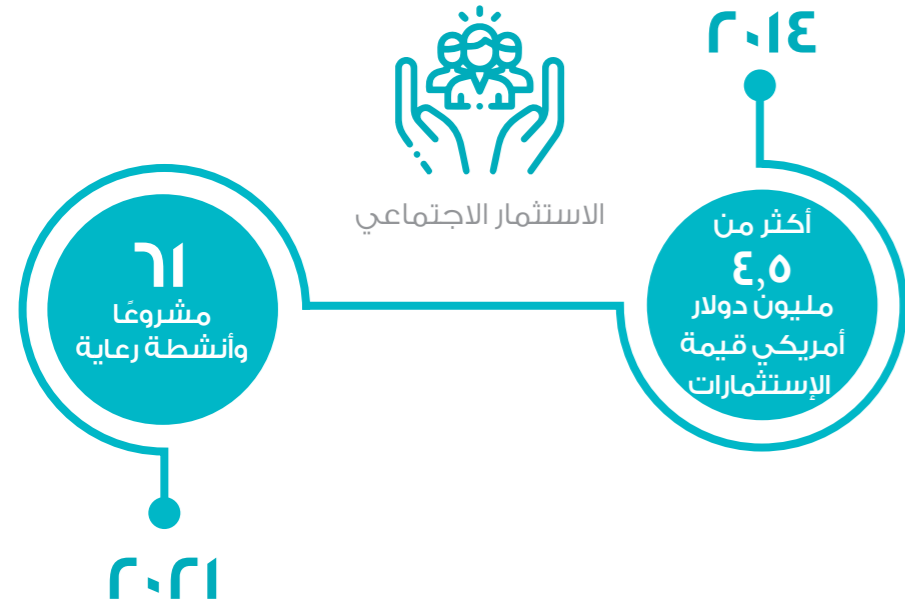 ٢٠١٤
الاستثمار الاجتماعي
أكثر من
٤,٥
مليون دولار
أمريكي قيمة
الإستثمارات
٦١
مشروعًا
وأنشطة رعاية
٢٠٢١